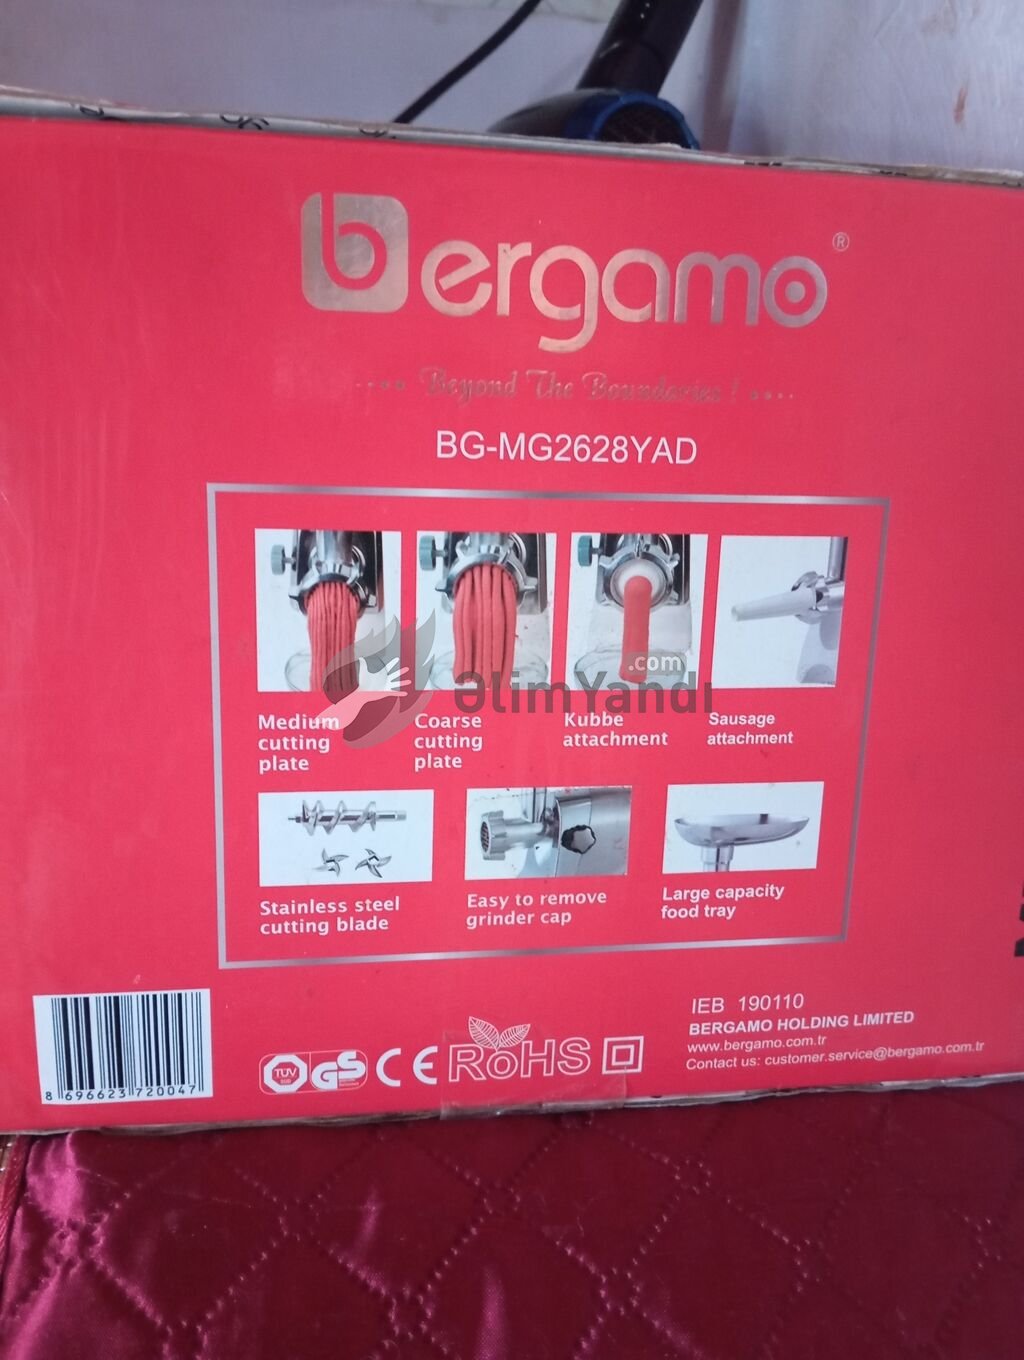 bergamo®
Beyond The Boundaries !
BG-MG2628YAD
.com
ƏlimYandı
Medium
cutting
plate
Coarse
cutting
plate
Kubbe
attachment
Sausage
attachment
Stainless steel
cutting blade
Easy to remove
grinder cap
Large capacity
food tray
8 696623 720047
TUV
SUD
GS
CE
RoHS
IEB 190110
BERGAMO HOLDING LIMITED
www.bergamo.com.tr
Contact us: customer.service@bergamo.com.tr